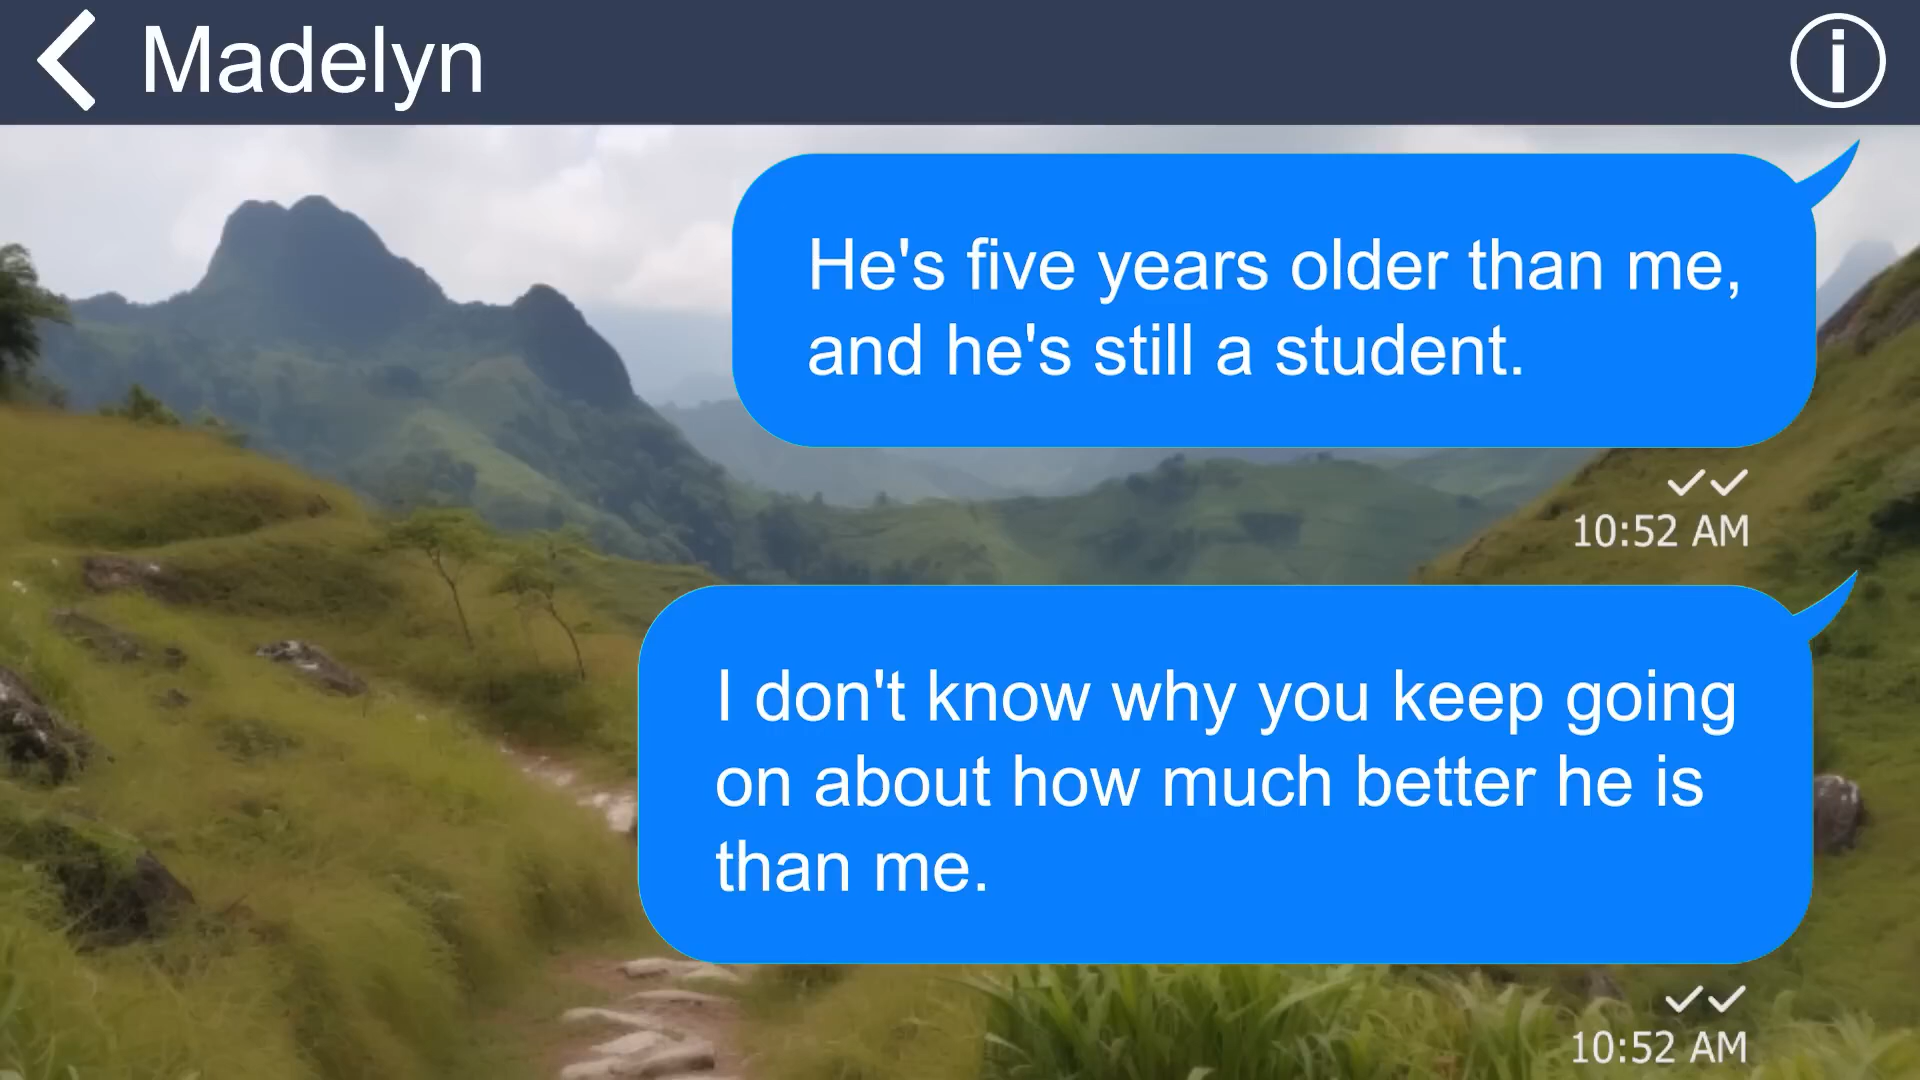 Madelyn
He's five years older than me,
and he's still a student.
10:52 AM
I don't know why you keep going
on about how much better he is
than me.
10:52 AM